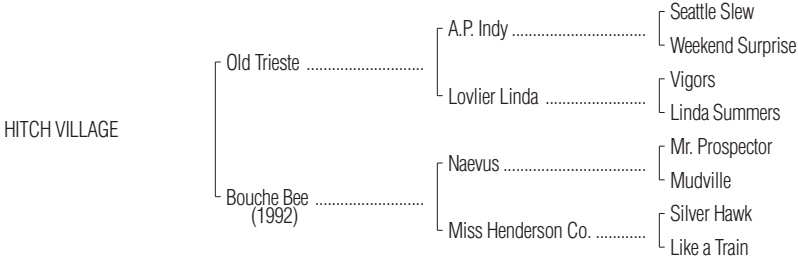 Seattle Slew
A.P. Indy ................................
Weekend Surprise
Old Trieste ............................
Vigors
Lovlier Linda ........................
Linda Summers
HITCH VILLAGE
Mr. Prospector
Naevus ..................................
Mudville
Bouche Bee ..........................
(1992)
Silver Hawk
Miss Henderson Co. ............
Like a Train